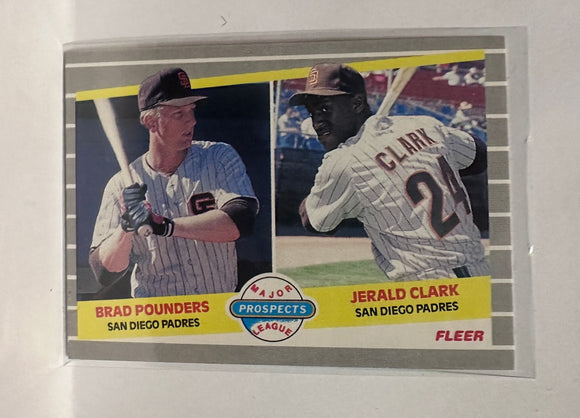 CLARK
24
BRAD POUNDERS
SAN DIEGO PADRES
MAJOR
PROSPECTS
LEAGUE
JERALD CLARK
SAN DIEGO PADRES
FLEER